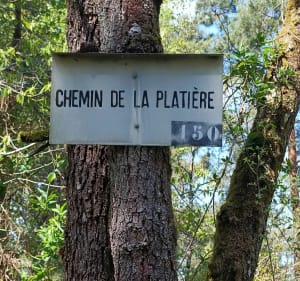 CHEMIN DE LA PLATIÈRE
150